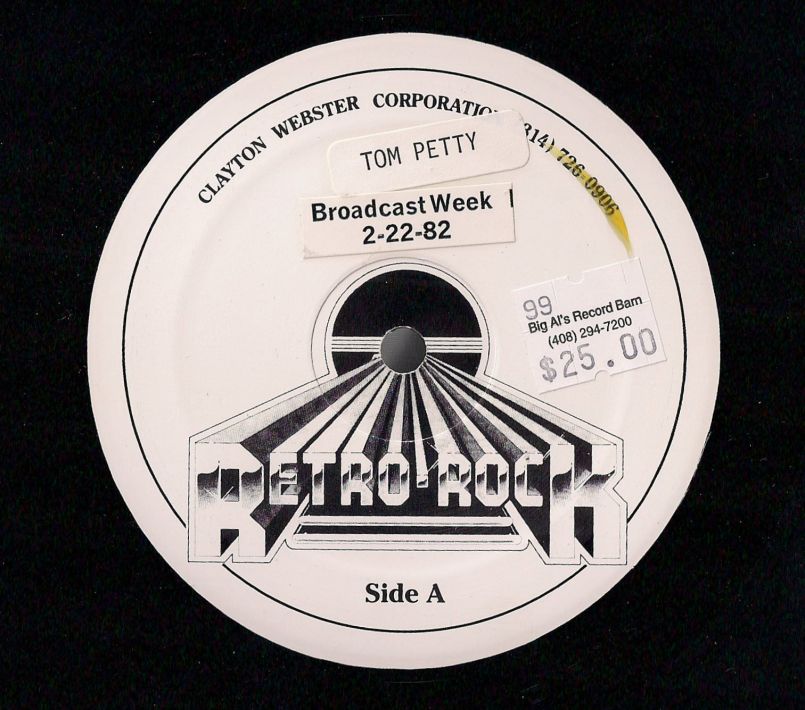 CLAYTON WEBSTER CORPORATION 314) 726 0906
TOM PETTY
Broadcast Week
2-22-82
99
Big Al's Record Barn
(408) 294-7200
$25.00
RETRO-ROCK
Side A